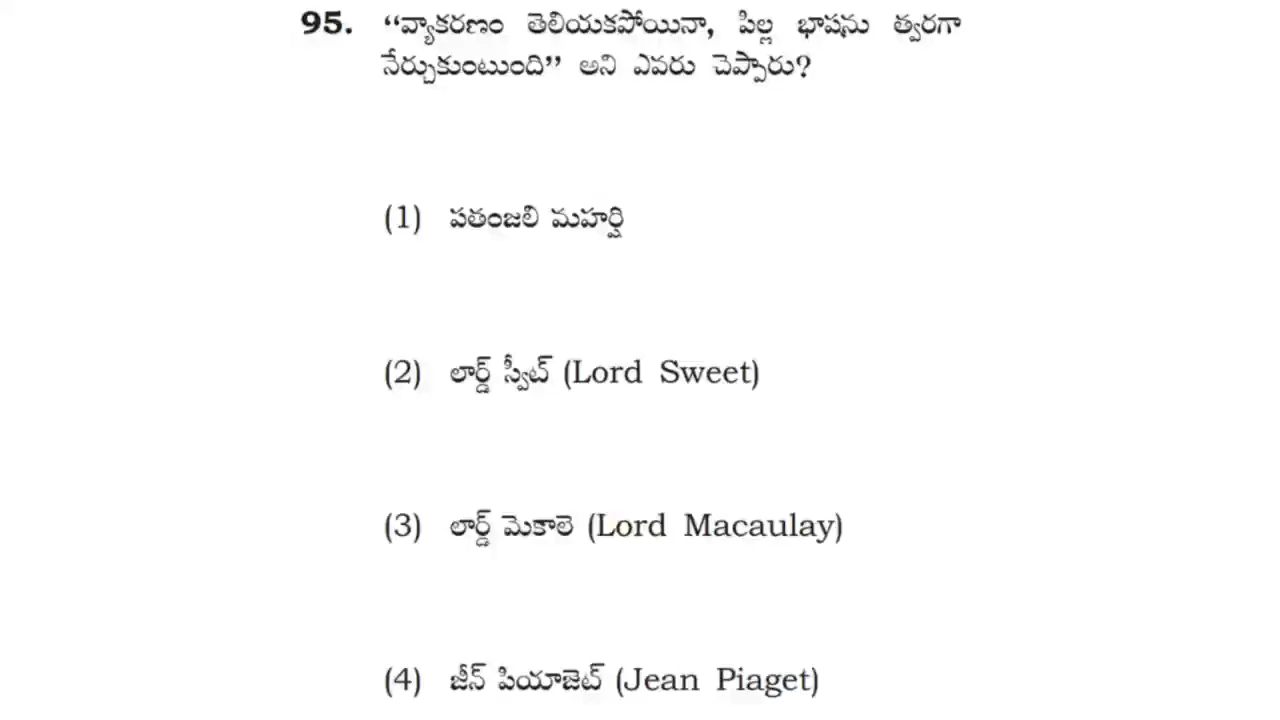 95. “వ్యాకరణం తెలియకపోయినా, పిల్ల భాషను త్వరగా
నేర్చుకుంటుంది” అని ఎవరు చెప్పారు?
(1) పతంజలి మహర్షి
(2) లార్డ్ స్వీట్ (Lord Sweet)
(3) లార్డ్ మెకాలె (Lord Macaulay)
(4) జీన్ పియాజెట్ (Jean Piaget)